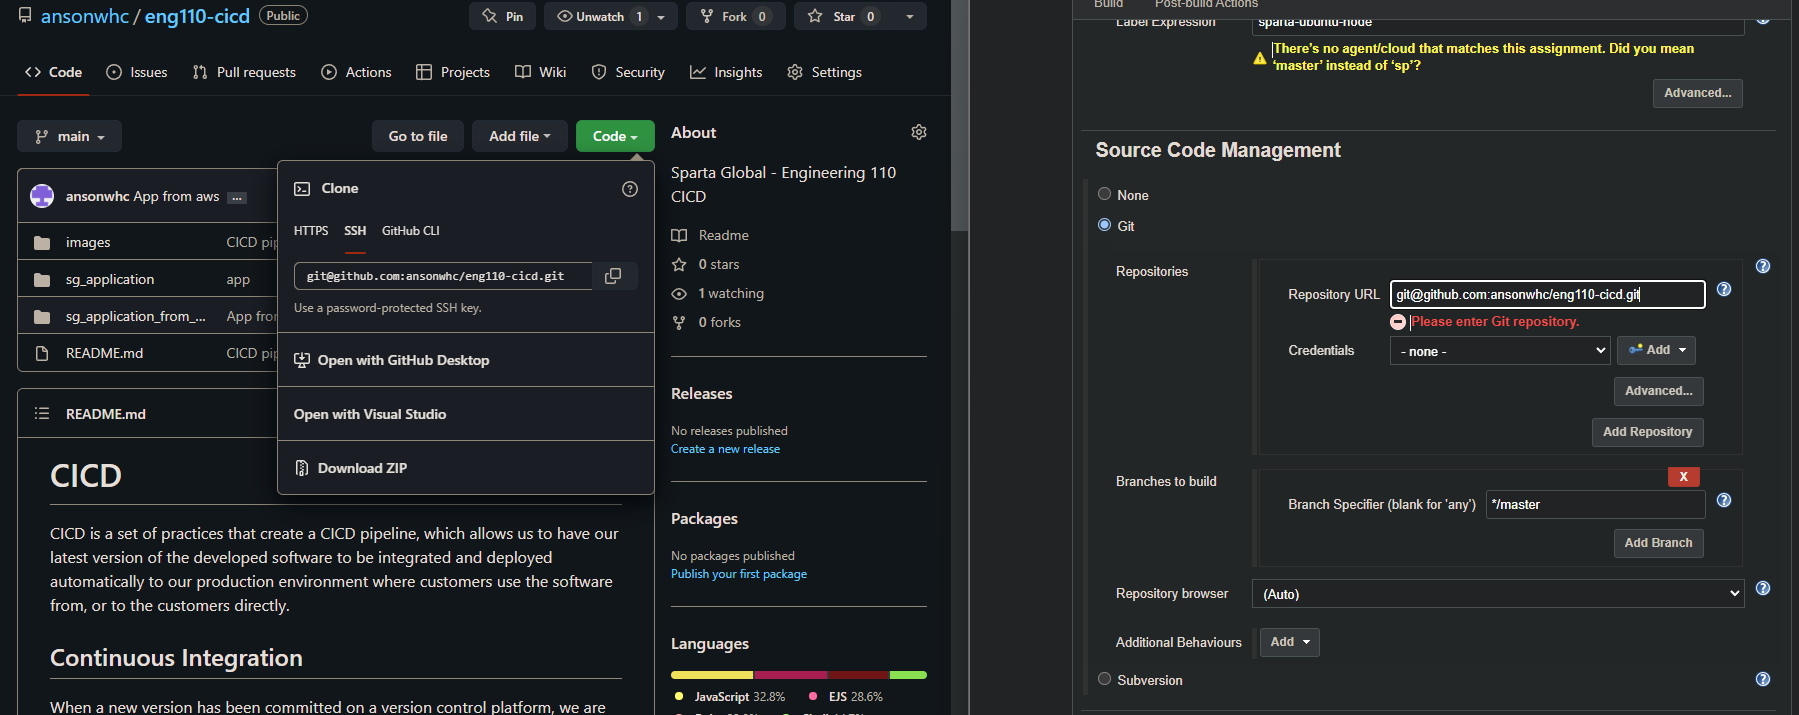 ansonwhc / eng110-cicd Public
Pin
Unwatch 1
Fork 0
Star 0
Code
Issues
Pull requests
Actions
Projects
Wiki
Security
Insights
Settings
main
Go to file
Add file
Code
ansonwhc App from aws ...
images
CICD pip
sg_application
app
sg_application_from_...
App from
README.md
CICD pip
Clone
HTTPS
SSH
GitHub CLI
git@github.com:ansonwhc/eng110-cicd.git
Use a password-protected SSH key.
Open with GitHub Desktop
Open with Visual Studio
Download ZIP
README.md
CICD
CICD is a set of practices that create a CICD pipeline, which allows us to have our
latest version of the developed software to be integrated and deployed
automatically to our production environment where customers use the software
from, or to the customers directly.
Continuous Integration
When a new version has been committed on a version control platform, we are
About
Sparta Global - Engineering 110
CICD
Readme
0 stars
1 watching
0 forks
Releases
No releases published
Create a new release
Packages
No packages published
Publish your first package
Languages
JavaScript 32.8%
EJS 28.6%
Build
Post-build Actions
Label Expression
sparta-ubuntu-node
There's no agent/cloud that matches this assignment. Did you mean
‘master’ instead of ‘sp’?
Advanced...
Source Code Management
None
Git
Repositories
Repository URL
git@github.com:ansonwhc/eng110-cicd.git
Please enter Git repository.
Credentials
- none -
Add
Advanced...
Add Repository
Branches to build
X
Branch Specifier (blank for 'any')
*/master
Add Branch
Repository browser
(Auto)
Additional Behaviours
Add
Subversion